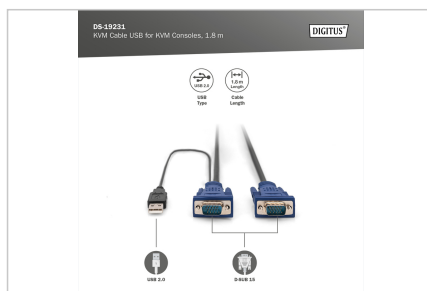 DS-19231
KVM Cable USB for KVM Consoles, 1.8 m
DIGITUS®
USB 2.0
1.8 m
Length
USB
Type
Cable
Length
USB 2.0
D-SUB 15